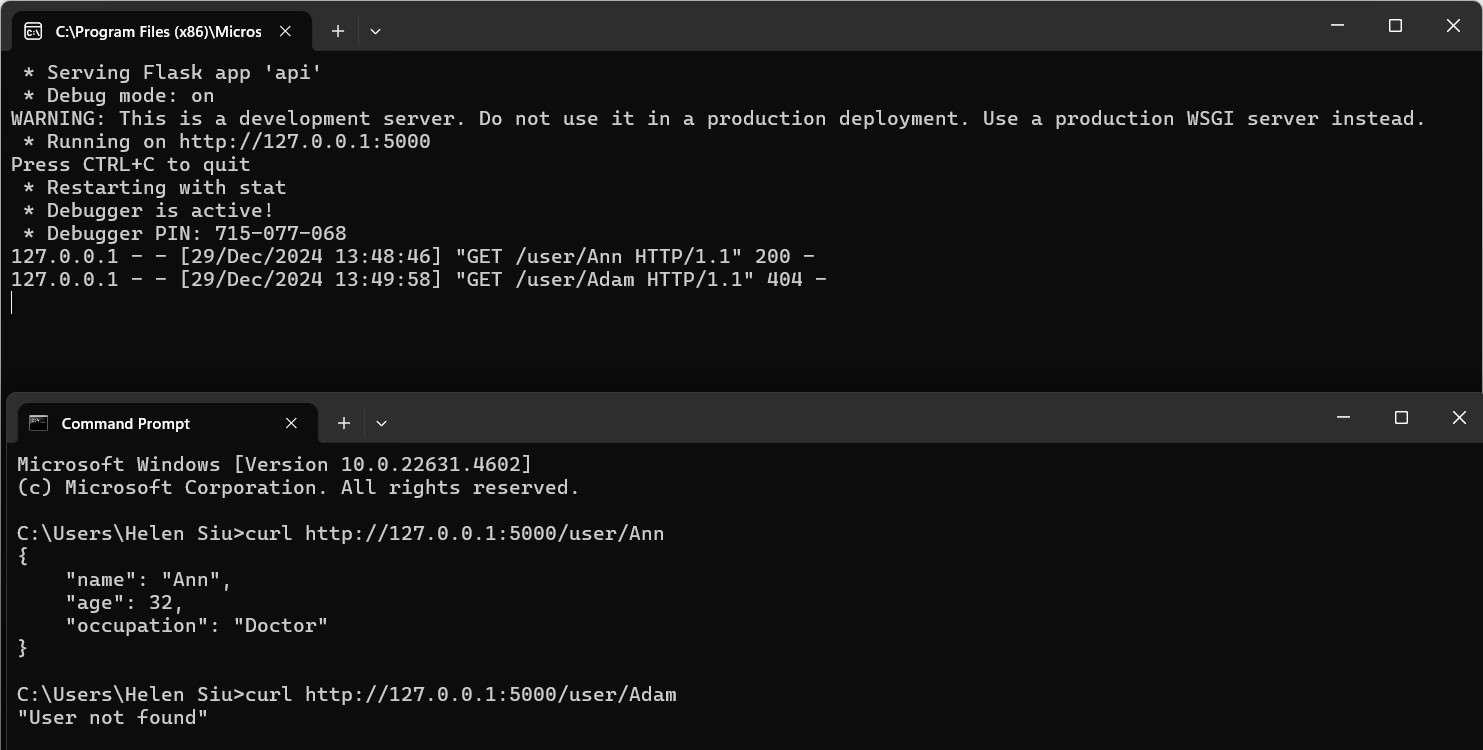 C:\Program Files (x86)\Micros
 * Serving Flask app 'api'
 * Debug mode: on
WARNING: This is a development server. Do not use it in a production deployment. Use a production WSGI server instead.
 * Running on http://127.0.0.1:5000
Press CTRL+C to quit
 * Restarting with stat
 * Debugger is active!
 * Debugger PIN: 715-077-068
127.0.0.1 - - [29/Dec/2024 13:48:46] "GET /user/Ann HTTP/1.1" 200 -
127.0.0.1 - - [29/Dec/2024 13:49:58] "GET /user/Adam HTTP/1.1" 404 -
Command Prompt
Microsoft Windows [Version 10.0.22631.4602]
(c) Microsoft Corporation. All rights reserved.
C:\Users\Helen Siu>curl http://127.0.0.1:5000/user/Ann
{
    "name": "Ann",
    "age": 32,
    "occupation": "Doctor"
}
C:\Users\Helen Siu>curl http://127.0.0.1:5000/user/Adam
"User not found"